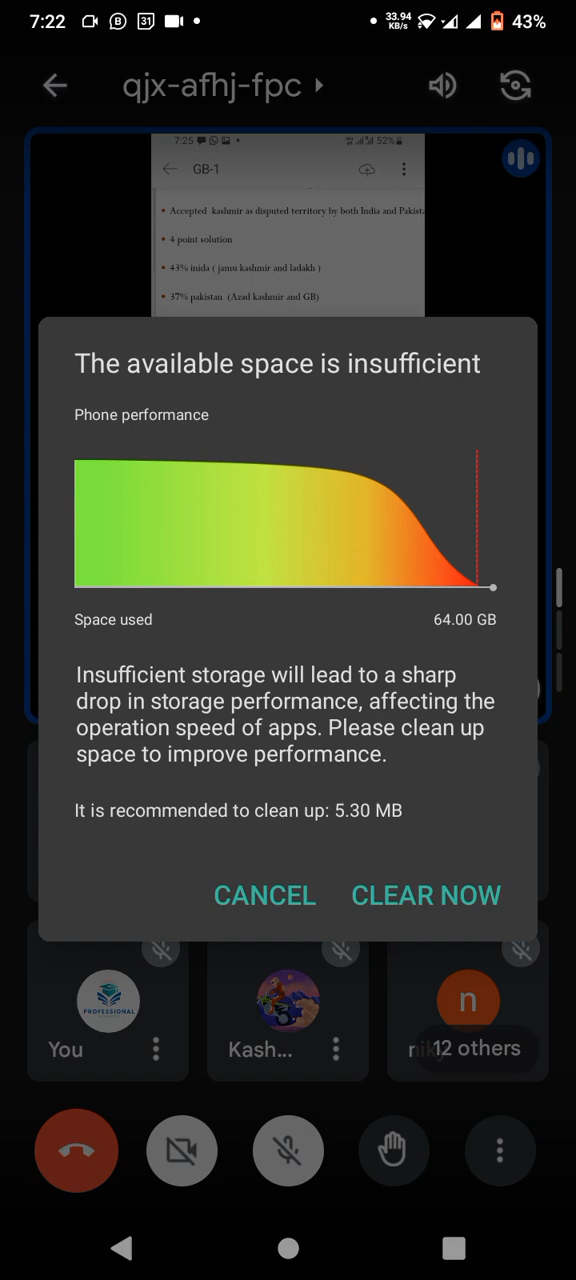 7:22
31
33.94
KB/s
43%
qjx-afhj-fpc
7:25
52%
GB-1
Accepted kashmir as disputed territory by both India and Pakist
4 point solution
43% inida ( jamu kashmir and ladakh )
37% pakistan (Azad kashmir and GB)
The available space is insufficient
Phone performance
Space used
64.00 GB
Insufficient storage will lead to a sharp
drop in storage performance, affecting the
operation speed of apps. Please clean up
space to improve performance.
It is recommended to clean up: 5.30 MB
CANCEL
CLEAR NOW
PROFESSIONAL
n
You
Kash...
12 others